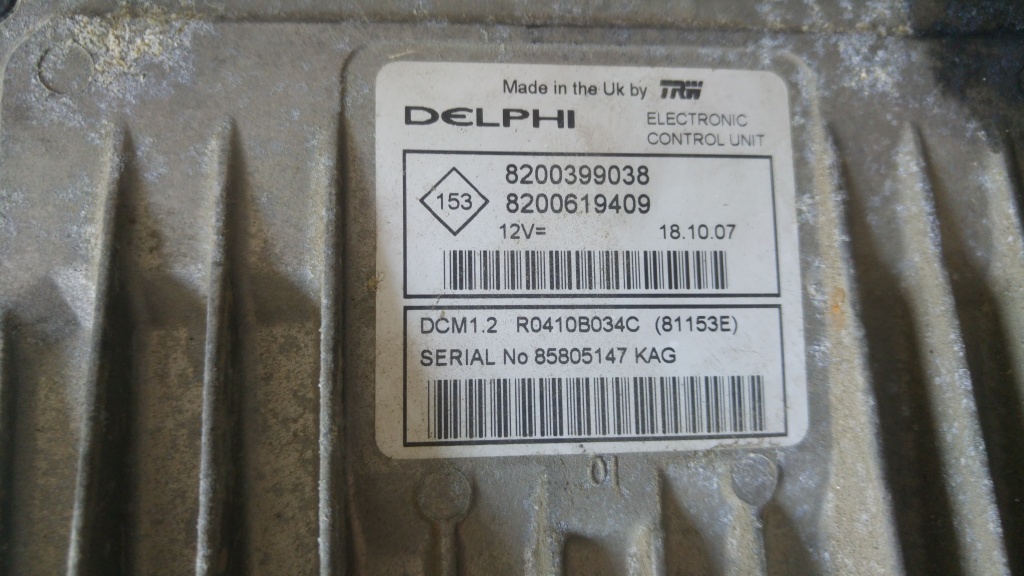 Made in the Uk by TRW
DELPHI
ELECTRONIC
CONTROL UNIT
153
8200399038
8200619409
12V= 18.10.07
DCM1.2 R0410B034C (81153E)
SERIAL No 85805147 KAG
01